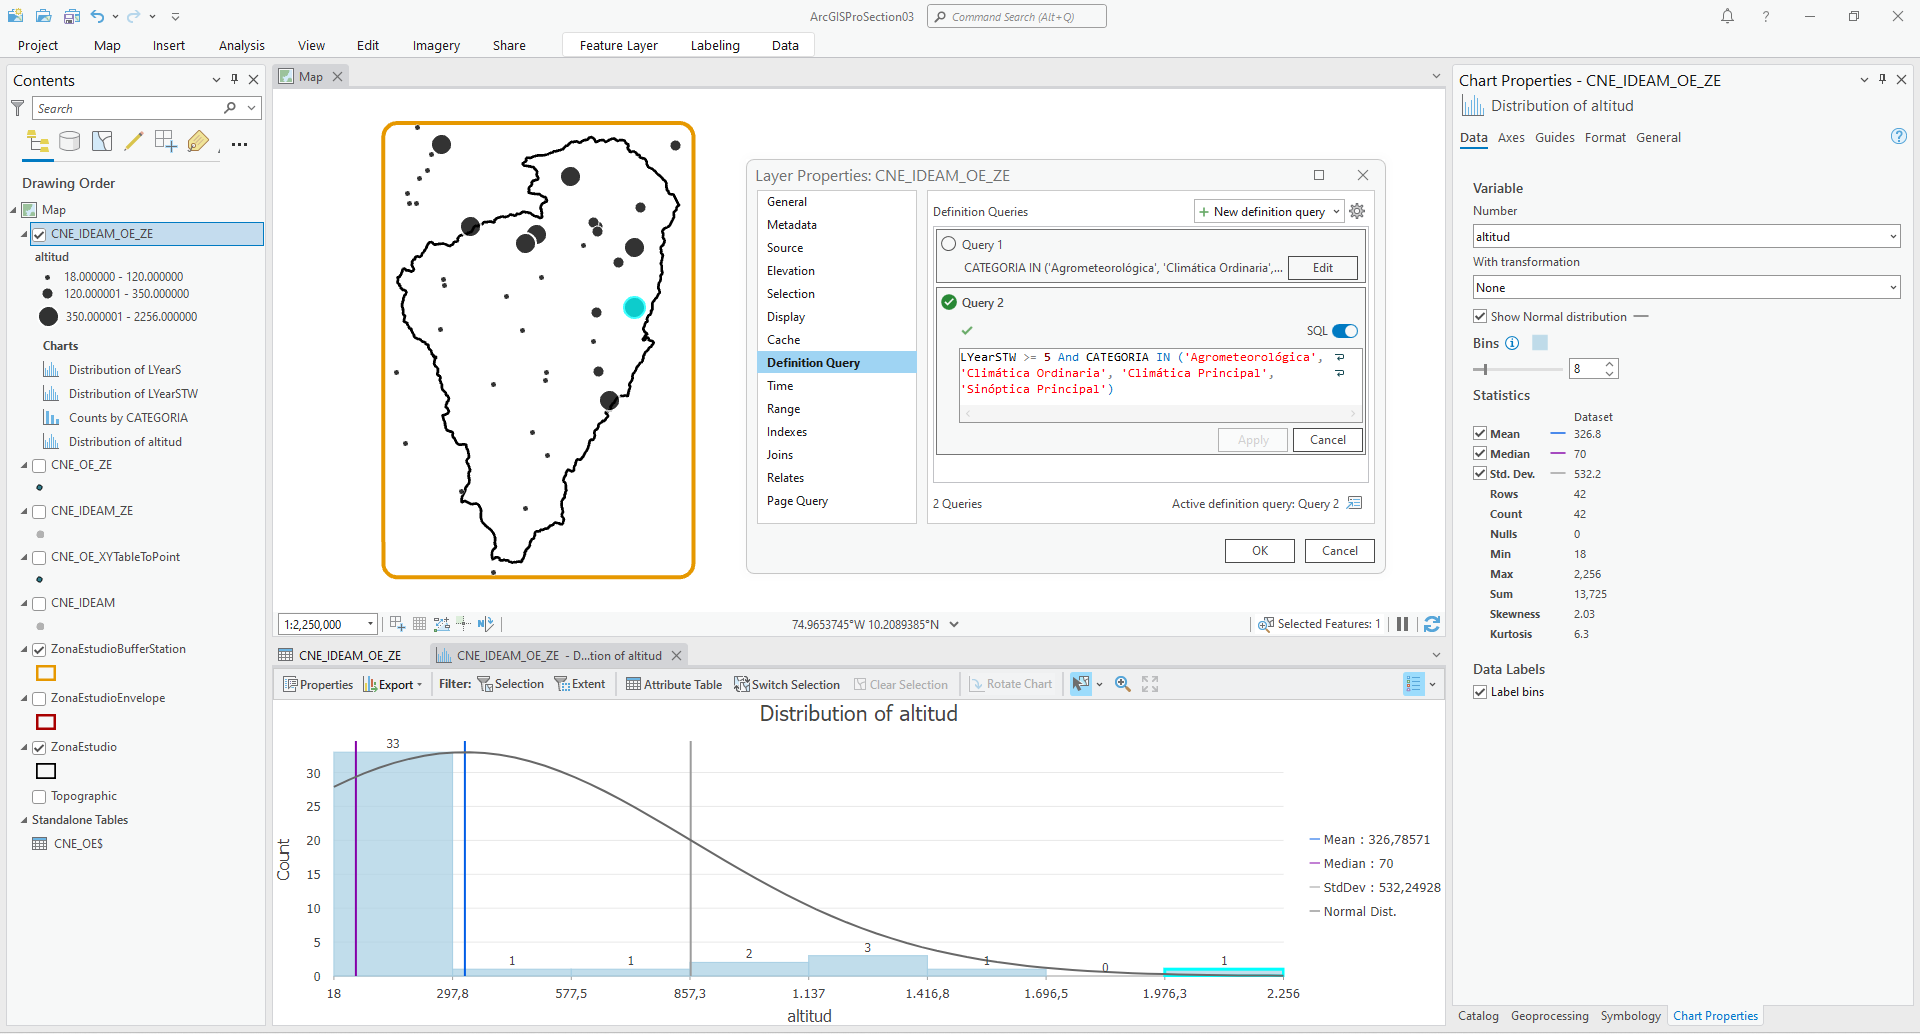 ArcGISProSection03
Command Search (Alt+Q)
?
Project
Map
Insert
Analysis
View
Edit
Imagery
Share
Feature Layer
Labeling
Data
Contents
Search
Drawing Order
Map
CNE_IDEAM_OE_ZE
altitud
18.000000 - 120.000000
120.000001 - 350.000000
350.000001 - 2256.000000
Charts
Distribution of LYearS
Distribution of LYearSTW
Counts by CATEGORIA
Distribution of altitud
CNE_OE_ZE
CNE_IDEAM_ZE
CNE_OE_XYTableToPoint
CNE_IDEAM
ZonaEstudioBufferStation
ZonaEstudioEnvelope
ZonaEstudio
Topographic
Standalone Tables
CNE_OE$
Map
Layer Properties: CNE_IDEAM_OE_ZE
General
Metadata
Source
Elevation
Selection
Display
Cache
Definition Query
Time
Range
Indexes
Joins
Relates
Page Query
Definition Queries
New definition query
Query 1
CATEGORIA IN ('Agrometeorológica', 'Climática Ordinaria',...
Edit
Query 2
SQL
LYearSTW >= 5 And CATEGORIA IN ('Agrometeorológica',
'Climática Ordinaria', 'Climática Principal',
'Sinóptica Principal')
Apply
Cancel
2 Queries
Active definition query: Query 2
OK
Cancel
1:2,250,000
74.9653745°W 10.2089385°N
Selected Features: 1
CNE_IDEAM_OE_ZE
CNE_IDEAM_OE_ZE - D...tion of altitud
Properties
Export
Filter:
Selection
Extent
Attribute Table
Switch Selection
Clear Selection
Rotate Chart
Distribution of altitud
33
1
1
2
3
1
0
1
30
25
20
15
10
5
0
Count
18
297,8
577,5
857,3
1.137
1.416,8
1.696,5
1.976,3
2.256
altitud
Mean : 326,78571
Median : 70
StdDev : 532,24928
Normal Dist.
Chart Properties - CNE_IDEAM_OE_ZE
Distribution of altitud
Data
Axes
Guides
Format
General
?
Variable
Number
altitud
With transformation
None
Show Normal distribution
Bins
8
Statistics
Dataset
Mean 326.8
Median 70
Std. Dev. 532.2
Rows 42
Count 42
Nulls 0
Min 18
Max 2,256
Sum 13,725
Skewness 2.03
Kurtosis 6.3
Data Labels
Label bins
Catalog
Geoprocessing
Symbology
Chart Properties